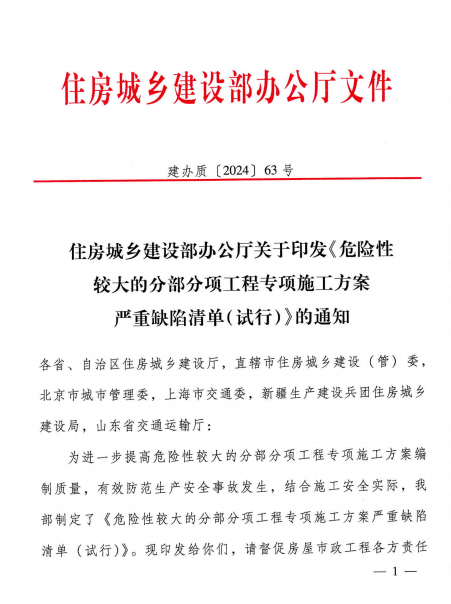 住房城乡建设部办公厅文件
建办质〔2024〕63号
住房城乡建设部办公厅关于印发《危险性
较大的分部分项工程专项施工方案
严重缺陷清单(试行)》的通知
各省、自治区住房城乡建设厅，直辖市住房城乡建设（管）委，
北京市城市管理委，上海市交通委，新疆生产建设兵团住房城乡
建设局，山东省交通运输厅：
为进一步提高危险性较大的分部分项工程专项施工方案编
制质量，有效防范生产安全事故发生，结合施工安全实际，我
部制定了《危险性较大的分部分项工程专项施工方案严重缺陷
清单（试行）》。现印发给你们，请督促房屋市政工程各方责任
— 1 —